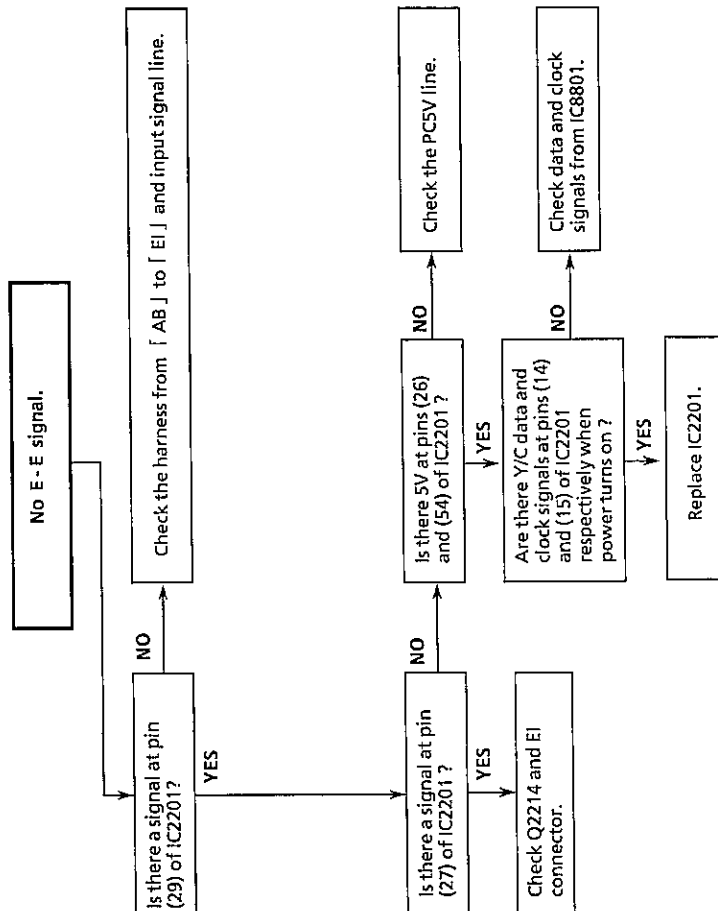 No E - E signal.
Is there a signal at pin
(29) of IC2201?
NO
Check the harness from「 AB 」to「 EI 」and input signal line.
YES
Is there a signal at pin
(27) of IC2201 ?
NO
Is there 5V at pins (26)
and (54) of IC2201 ?
NO
Check the PC5V line.
YES
YES
Check Q2214 and EI
connector.
Are there Y/C data and
clock signals at pins (14)
and (15) of IC2201
respectively when
power turns on ?
NO
Check data and clock
signals from IC8801.
YES
Replace IC2201.